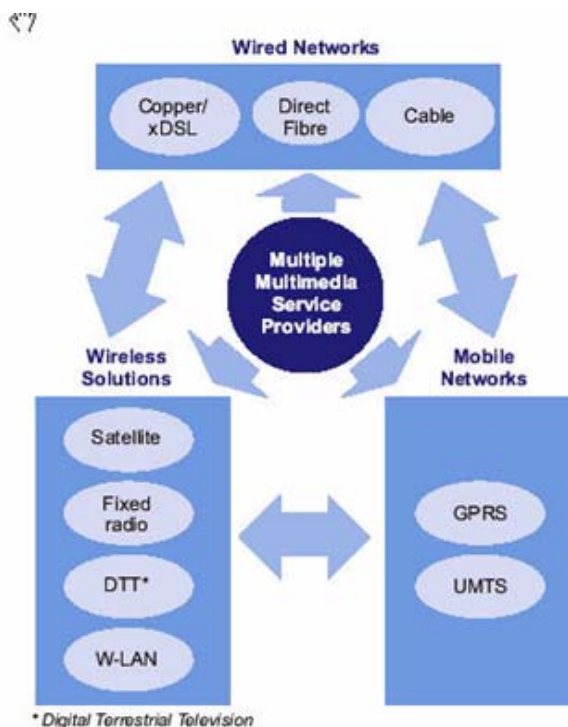 Wired Networks
Copper/
xDSL
Direct
Fibre
Cable
Multiple
Multimedia
Service
Providers
Wireless
Solutions
Mobile
Networks
Satellite
Fixed
radio
DTT*
W-LAN
GPRS
UMTS
* Digital Terrestrial Television